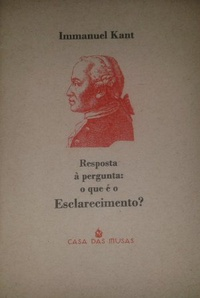 Immanuel Kant
Resposta
à pergunta:
o que é o
Esclarecimento?
CASA DAS MUSAS